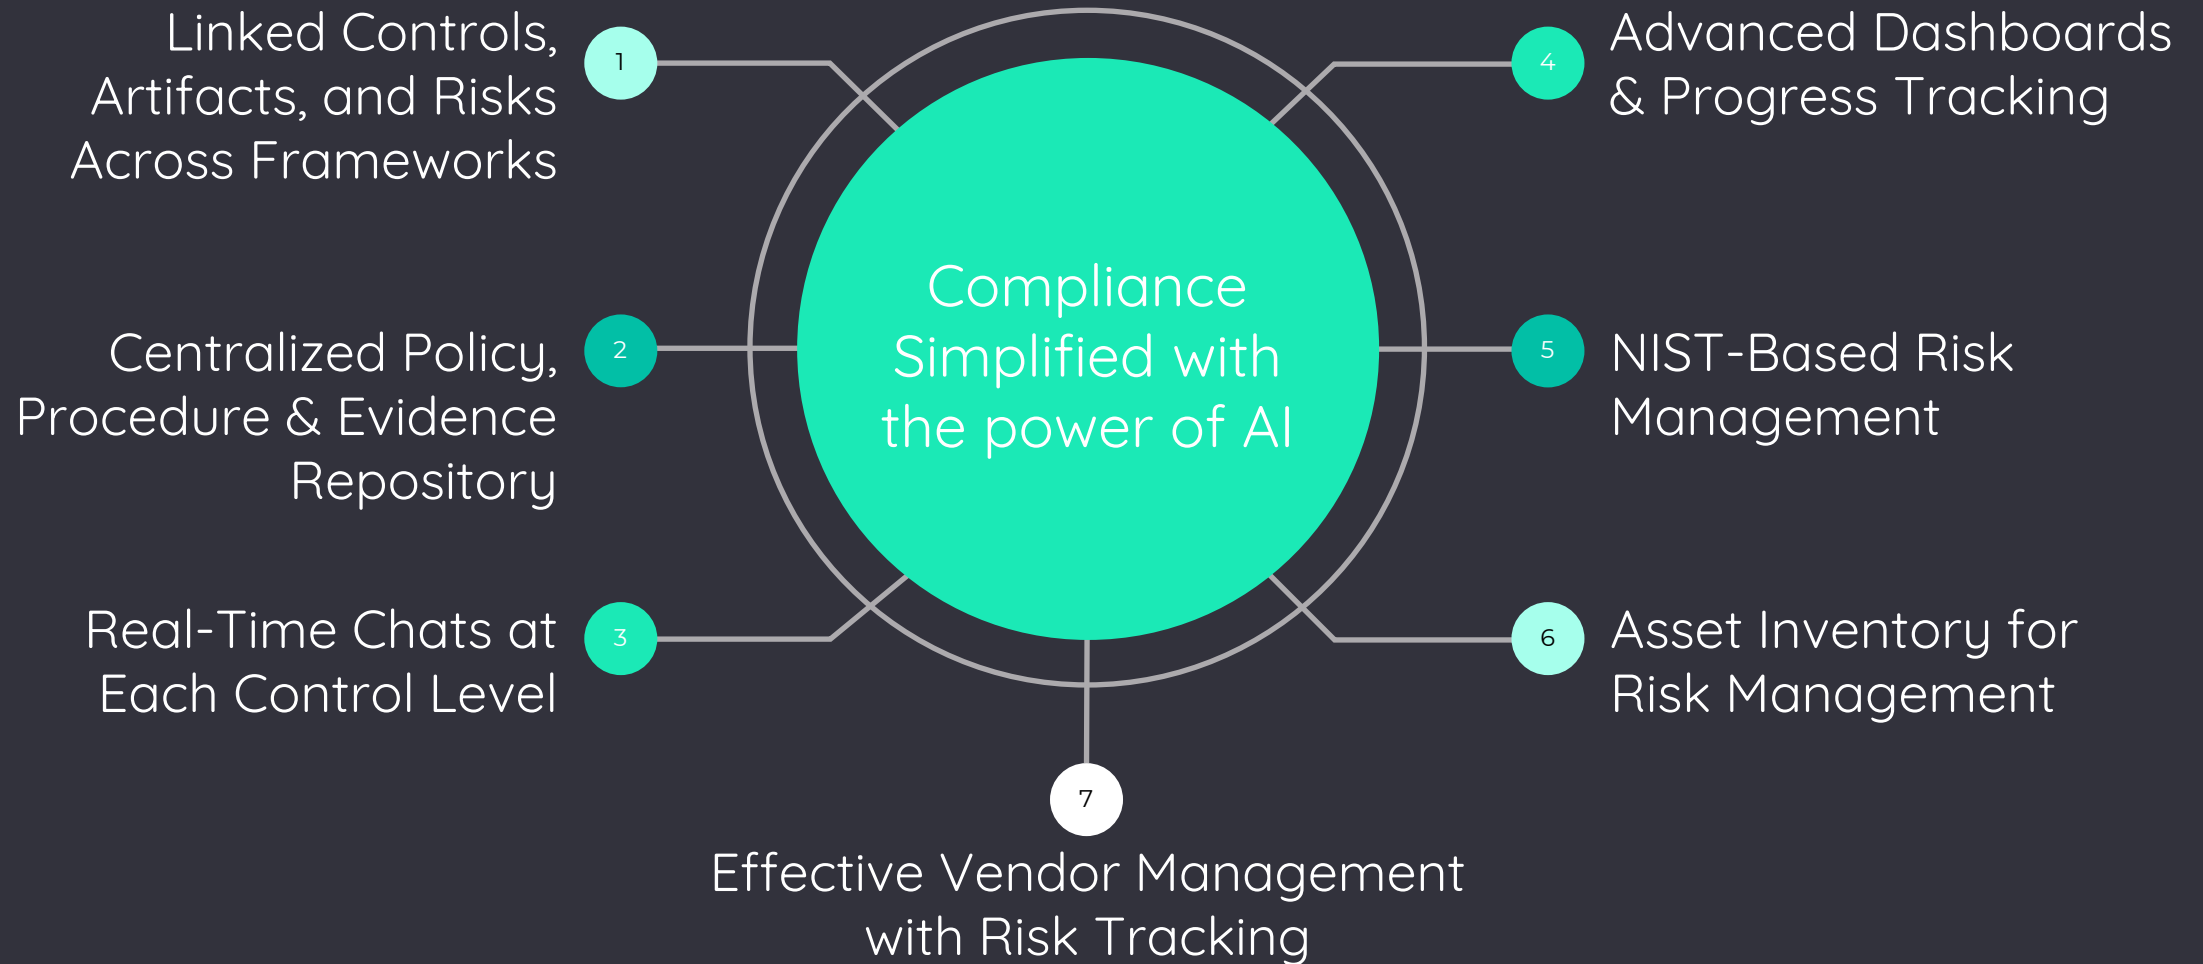 Linked Controls,
Artifacts, and Risks
Across Frameworks
1
Centralized Policy,
Procedure & Evidence
Repository
2
Real-Time Chats at
Each Control Level
3
Compliance
Simplified with
the power of AI
4
Advanced Dashboards
& Progress Tracking
5
NIST-Based Risk
Management
6
Asset Inventory for
Risk Management
7
Effective Vendor Management
with Risk Tracking